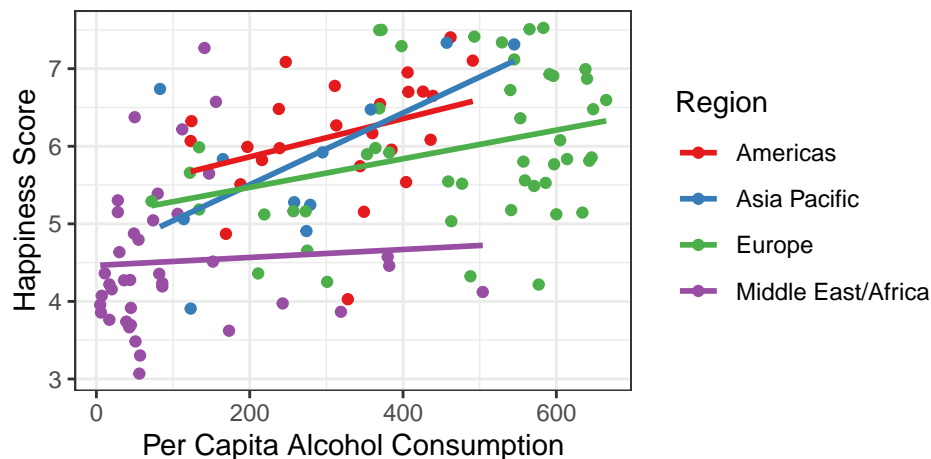 7
6
5
4
3
Happiness Score
0 200 400 600
Per Capita Alcohol Consumption
Region
Americas
Asia Pacific
Europe
Middle East/Africa